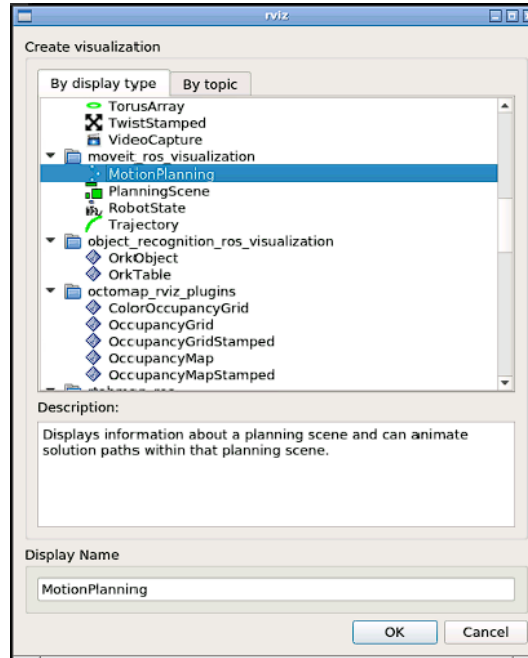 rviz
Create visualization
By display type
By topic
TorusArray
TwistStamped
VideoCapture
moveit_ros_visualization
MotionPlanning
PlanningScene
RobotState
Trajectory
object_recognition_ros_visualization
OrkObject
OrkTable
octomap_rviz_plugins
ColorOccupancyGrid
OccupancyGrid
OccupancyGridStamped
OccupancyMap
OccupancyMapStamped
Description:
Displays information about a planning scene and can animate
solution paths within that planning scene.
Display Name
MotionPlanning
OK
Cancel